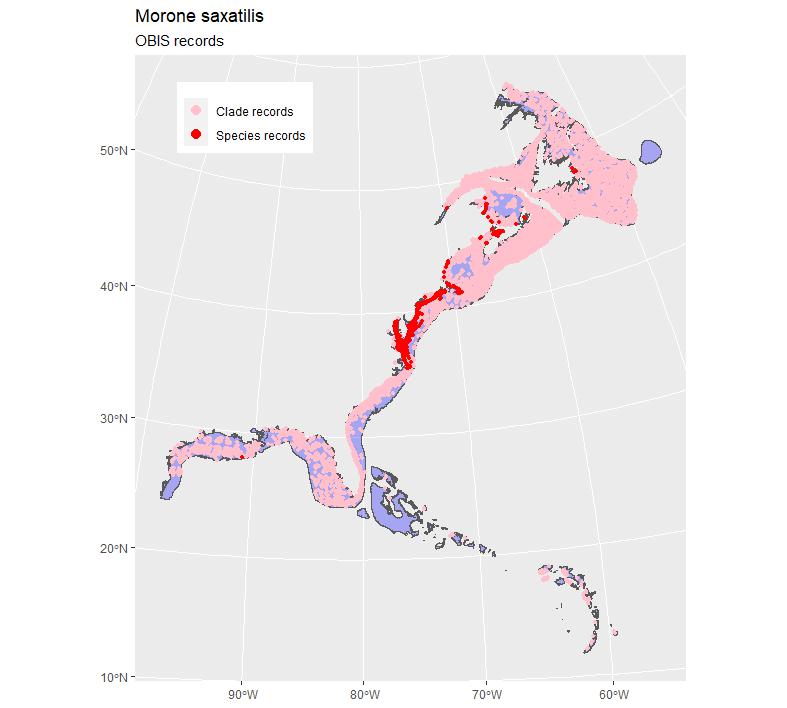 Morone saxatilis
OBIS records
Clade records
Species records
50°N
40°N
30°N
20°N
10°N
90°W 80°W 70°W 60°W